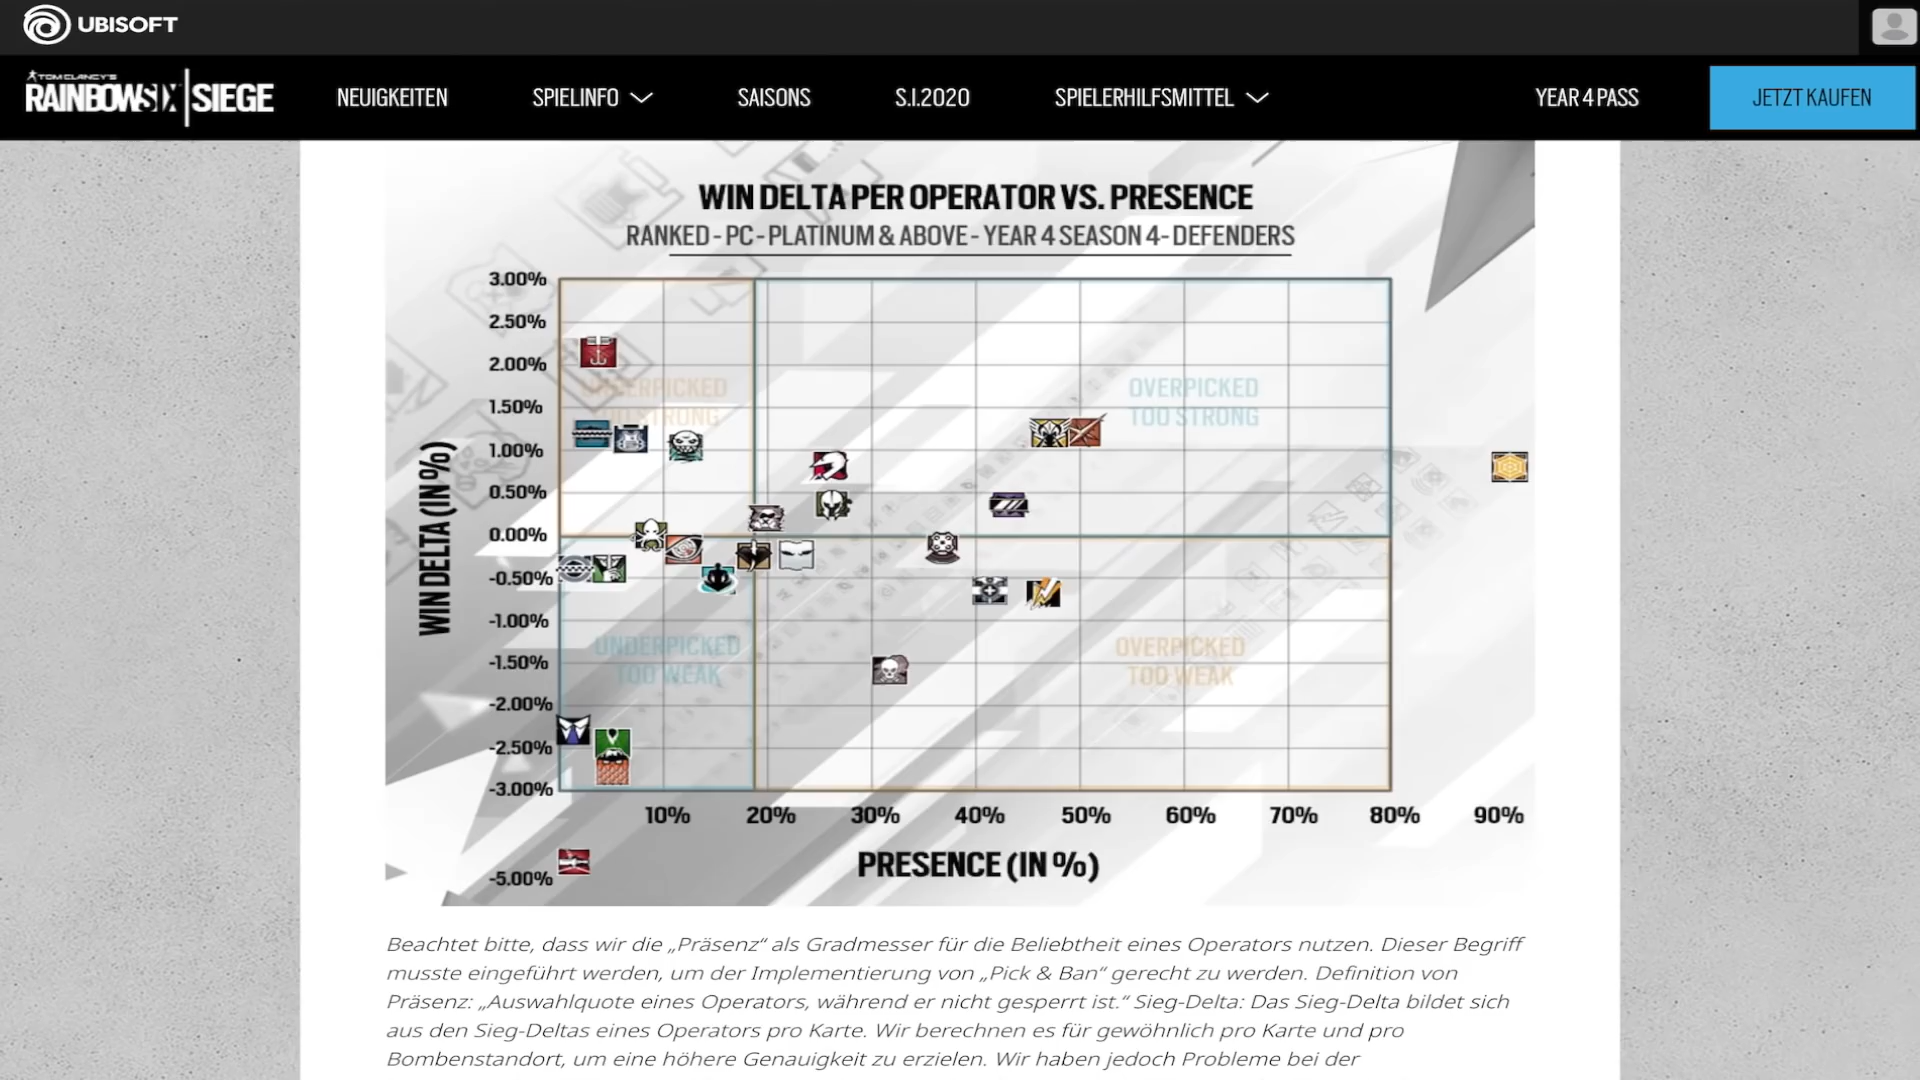 UBISOFT
TOM CLANCY'S
RAINBOWSIX | SIEGE
NEUIGKEITEN
SPIELINFO
SAISONS
S.I.2020
SPIELERHILFSMITTEL
YEAR 4 PASS
JETZT KAUFEN
WIN DELTA PER OPERATOR VS. PRESENCE
RANKED - PC - PLATINUM & ABOVE - YEAR 4 SEASON 4 - DEFENDERS
3.00%
2.50%
2.00%
1.50%
1.00%
0.50%
0.00%
-0.50%
-1.00%
-1.50%
-2.00%
-2.50%
-3.00%
-5.00%
WIN DELTA (IN %)
UNDERPICKED
TOO STRONG
OVERPICKED
TOO STRONG
UNDERPICKED
TOO WEAK
OVERPICKED
TOO WEAK
10% 20% 30% 40% 50% 60% 70% 80% 90%
PRESENCE (IN %)
Beachtet bitte, dass wir die „Präsenz“ als Gradmesser für die Beliebtheit eines Operators nutzen. Dieser Begriff
musste eingeführt werden, um der Implementierung von „Pick & Ban“ gerecht zu werden. Definition von
Präsenz: „Auswahlquote eines Operators, während er nicht gesperrt ist.“ Sieg-Delta: Das Sieg-Delta bildet sich
aus den Sieg-Deltas eines Operators pro Karte. Wir berechnen es für gewöhnlich pro Karte und pro
Bombenstandort, um eine höhere Genauigkeit zu erzielen. Wir haben jedoch Probleme bei der